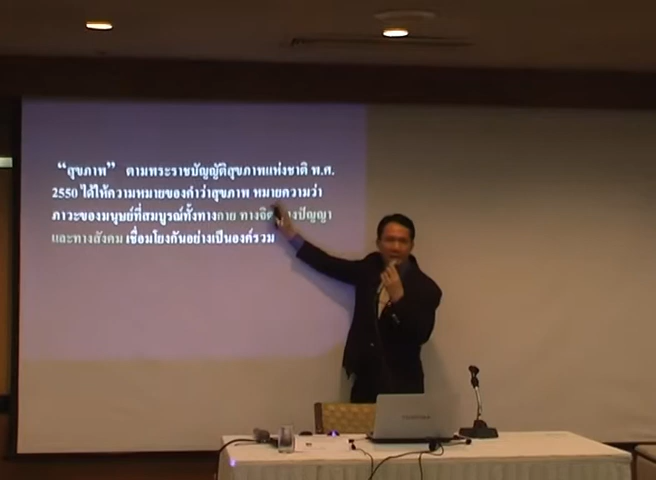 “สุขภาพ” ตามพระราชบัญญัติสุขภาพแห่งชาติ พ.ศ.
2550 ได้ให้ความหมายของคำว่าสุขภาพ หมายความว่า
ภาวะของมนุษย์ที่สมบูรณ์ทั้งทางกาย ทางจิต ทางปัญญา
และทางสังคม เชื่อมโยงกันอย่างเป็นองค์รวม